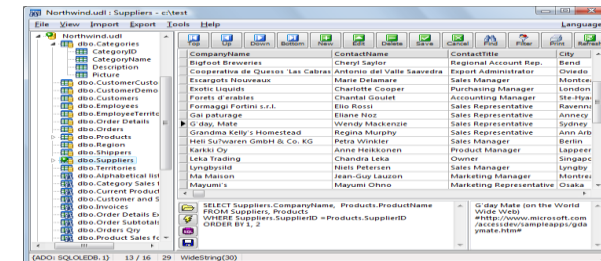 Northwind.udl : Suppliers - c:\test
File View Import Export Tools Help Language
Northwind.udl
dbo.Categories
CategoryID
CategoryName
Description
Picture
dbo.CustomerCusto
dbo.CustomerDemo
dbo.Customers
dbo.Employees
dbo.EmployeeTerrito
dbo.Order Details
dbo.Orders
dbo.Products
dbo.Region
dbo.Shippers
dbo.Suppliers
dbo.Territories
dbo.Alphabetical list
dbo.Category Sales f
dbo.Current Product
dbo.Customer and S
dbo.Invoices
dbo.Order Details Ex
dbo.Order Subtotals
dbo.Orders Qry
dbo.Product Sales fo
Top Up Down Bottom New Edit Delete Save Cancel Find Filter Print Refresh
CompanyName ContactName ContactTitle City
Bigfoot Breweries Cheryl Saylor Regional Account Rep. Bend
Cooperativa de Quesos 'Las Cabras Antonio del Valle Saavedra Export Administrator Oviedo
Escargots Nouveaux Marie Delamare Sales Manager Montce
Exotic Liquids Charlotte Cooper Purchasing Manager London
Forets d'erables Chantal Goulet Accounting Manager Ste-Hya
Formaggi Fortini s.r.l. Elio Rossi Sales Representative Ravenn
Gai paturage Eliane Noz Sales Representative Annecy
G'day, Mate Wendy Mackenzie Sales Representative Sydney
Grandma Kelly's Homestead Regina Murphy Sales Representative Ann Arb
Heli Su?waren GmbH & Co. KG Petra Winkler Sales Manager Berlin
Karkki Oy Anne Heikkonen Product Manager Lappeer
Leka Trading Chandra Leka Owner Singapo
Lyngbysild Niels Petersen Sales Manager Lyngby
Ma Maison Jean-Guy Lauzon Marketing Manager Montrea
Mayumi's Mayumi Ohno Marketing Representative Osaka
SELECT Suppliers.CompanyName, Products.ProductName
FROM Suppliers, Products
WHERE Suppliers.SupplierID =Products.SupplierID
ORDER BY 1, 2
G'day Mate (on the World
Wide Web)
#http://www.microsoft.com
/accessdev/sampleapps/gda
ymate.htm#
(ADO: SQLOLEDB.1) 13 / 16 29 WideString(30)